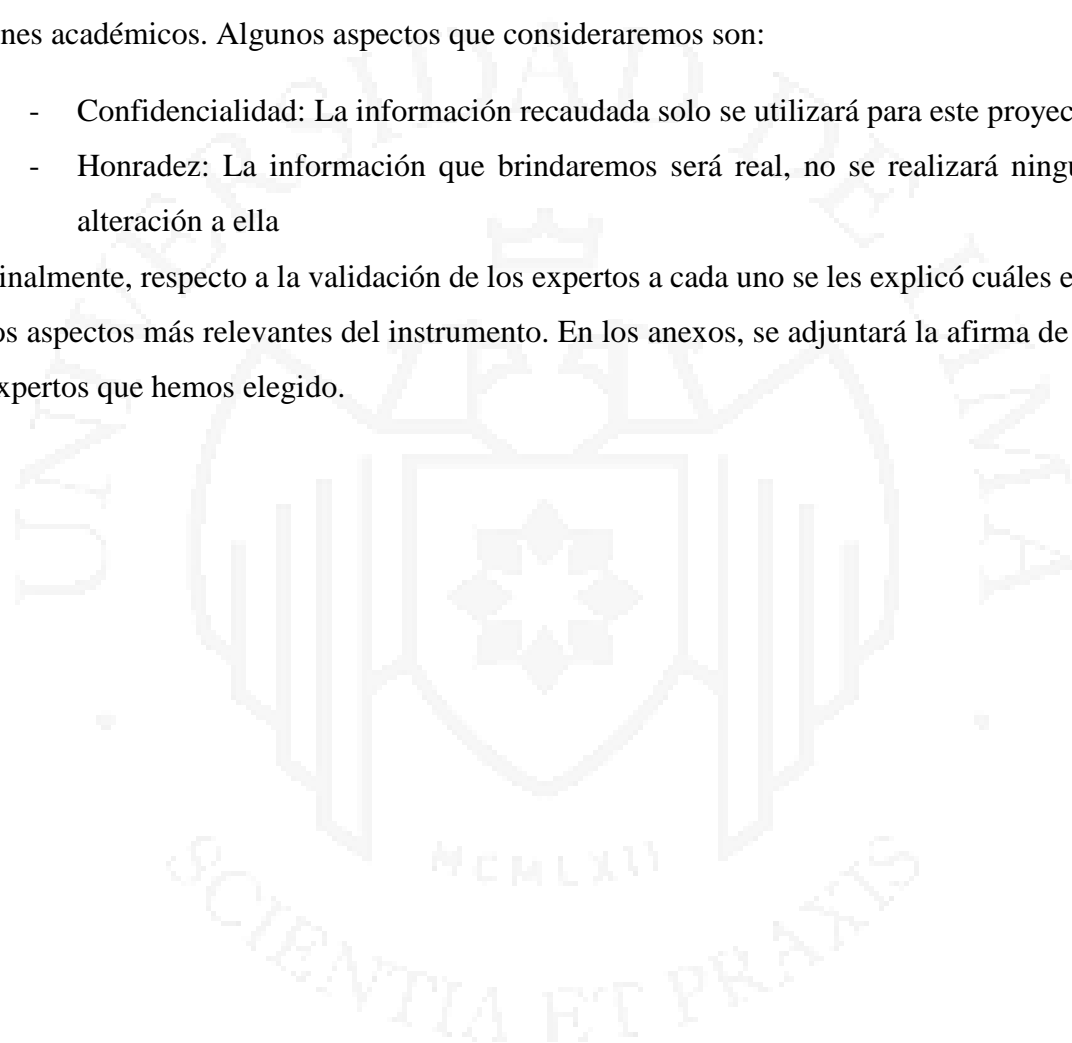 nes académicos. Algunos aspectos que consideraremos son:
- Confidencialidad: La información recaudada solo se utilizará para este proyec
- Honradez: La información que brindaremos será real, no se realizará ningu
alteración a ella
inalmente, respecto a la validación de los expertos a cada uno se les explicó cuáles e
os aspectos más relevantes del instrumento. En los anexos, se adjuntará la afirma de
xpertos que hemos elegido.
UNIVERSIDAD DE LIMA
MCMLXII
SCIENTIA ET PRAXIS